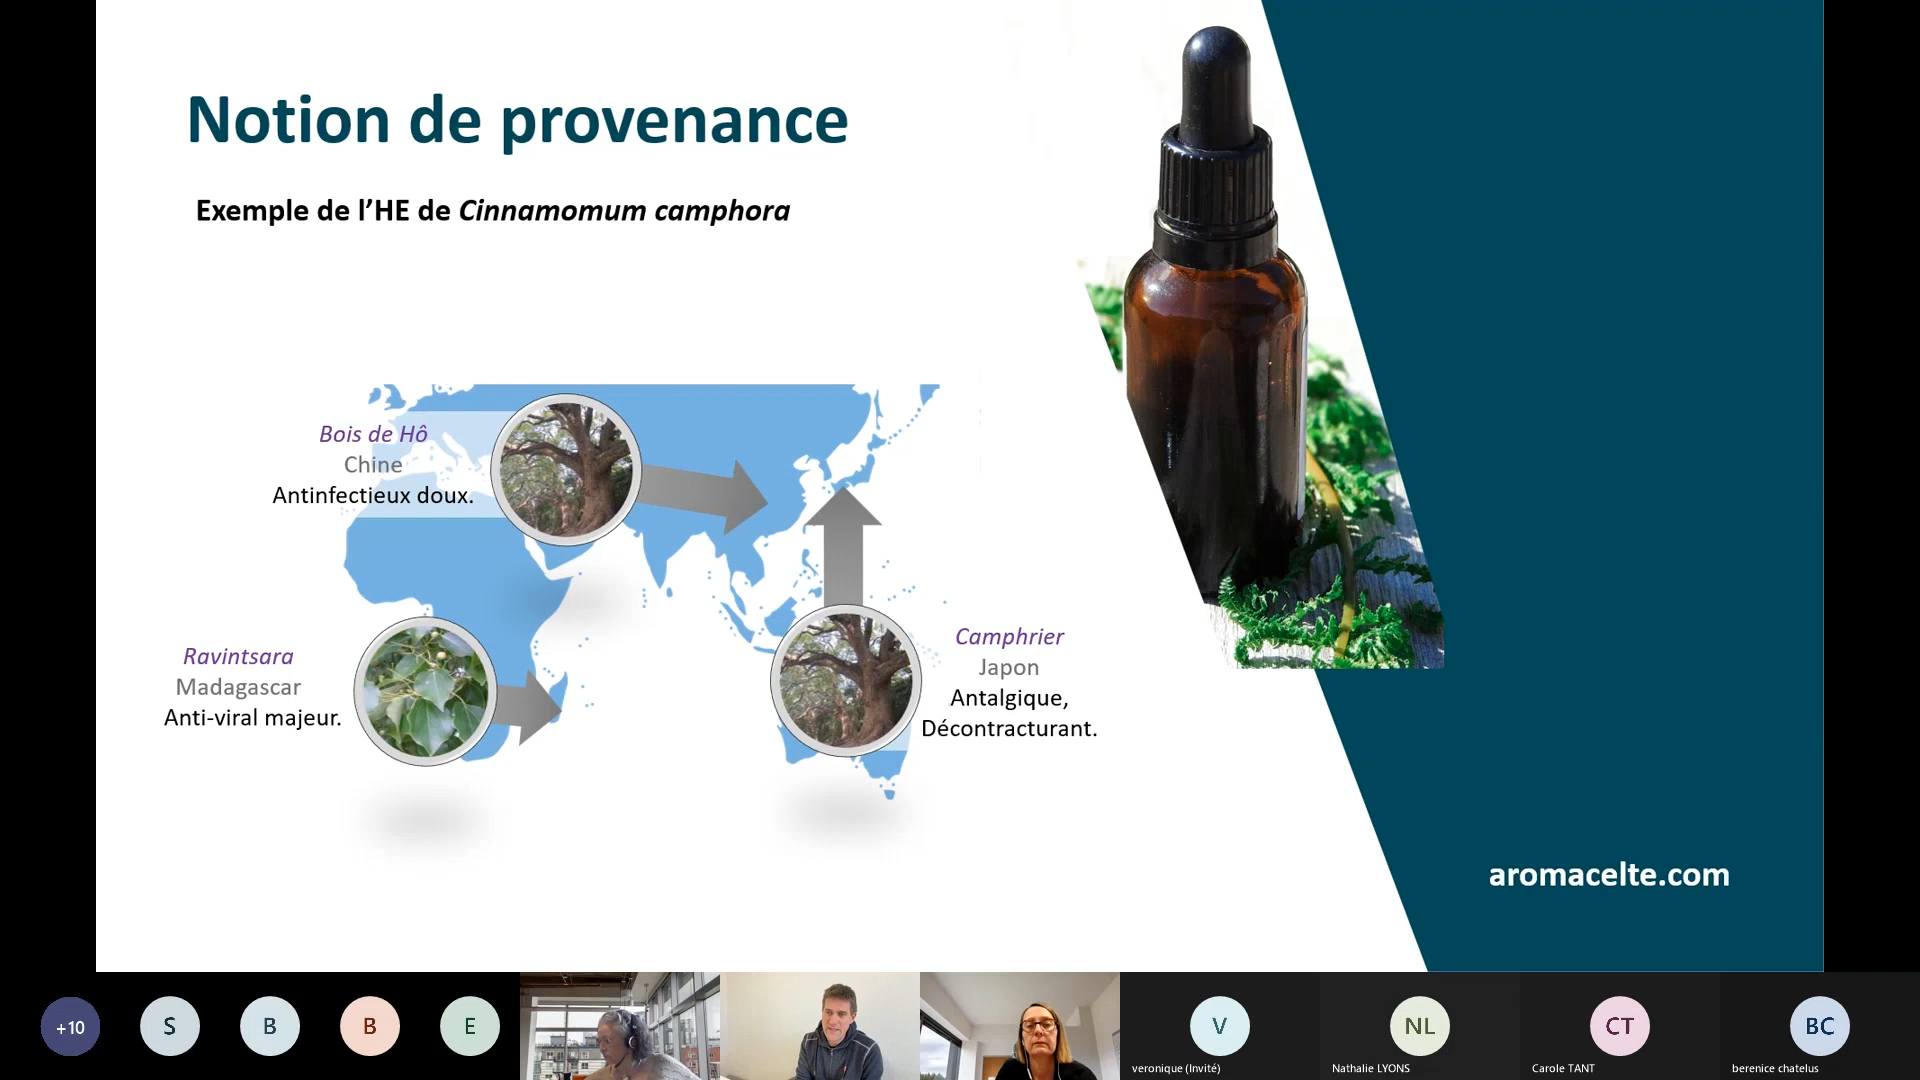 Notion de provenance
Exemple de l’HE de Cinnamomum camphora
Bois de Hô
Chine
Antinfectieux doux.
Ravintsara
Madagascar
Anti-viral majeur.
Camphrier
Japon
Antalgique,
Décontracturant.
aromacelte.com
+10
S
B
B
E
V
veronique (Invité)
NL
Nathalie LYONS
CT
Carole TANT
BC
berenice chatelus